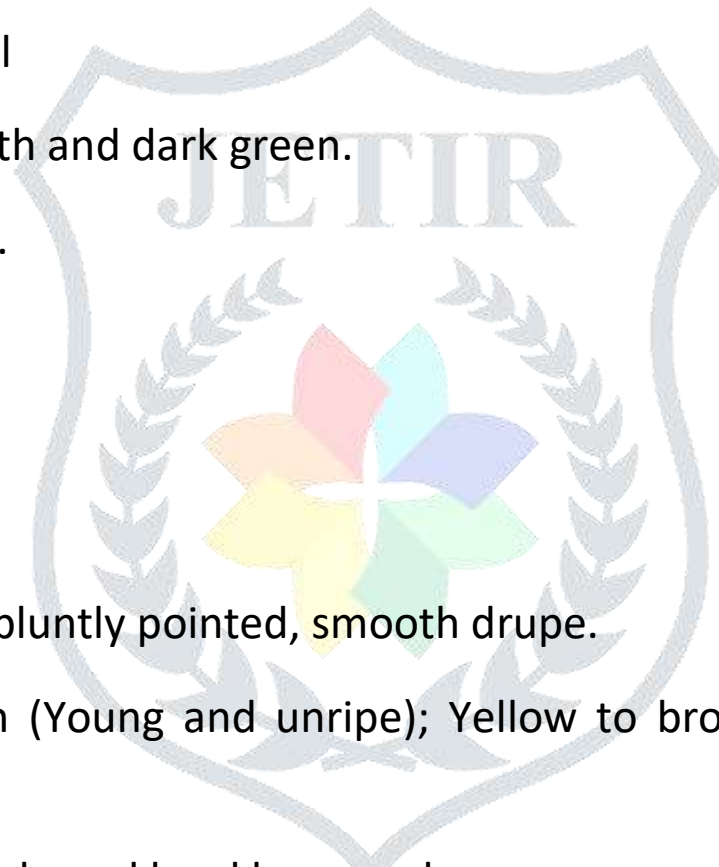 l
th and dark green.
JETIR
.
bluntly pointed, smooth drupe.
(Young and unripe); Yellow to bro